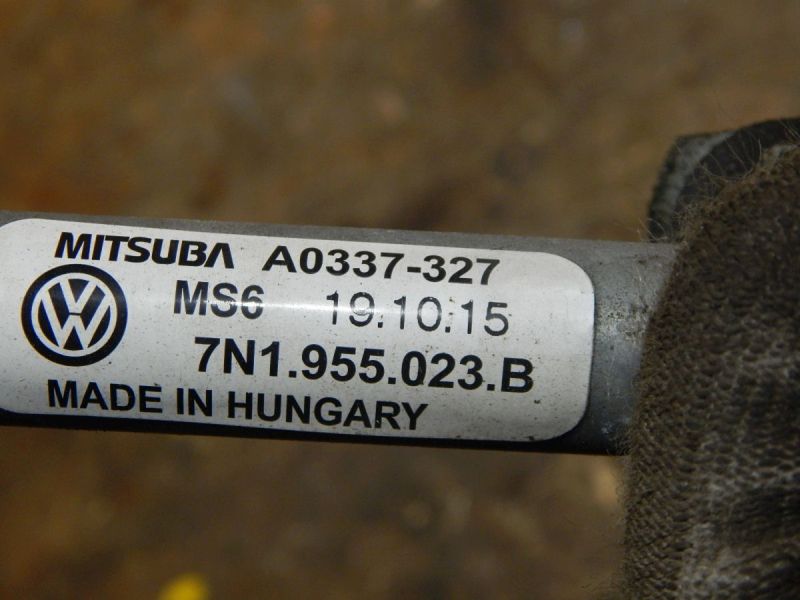 MITSUBA A0337-327
MS6 19.10.15
7N1.955.023.B
MADE IN HUNGARY